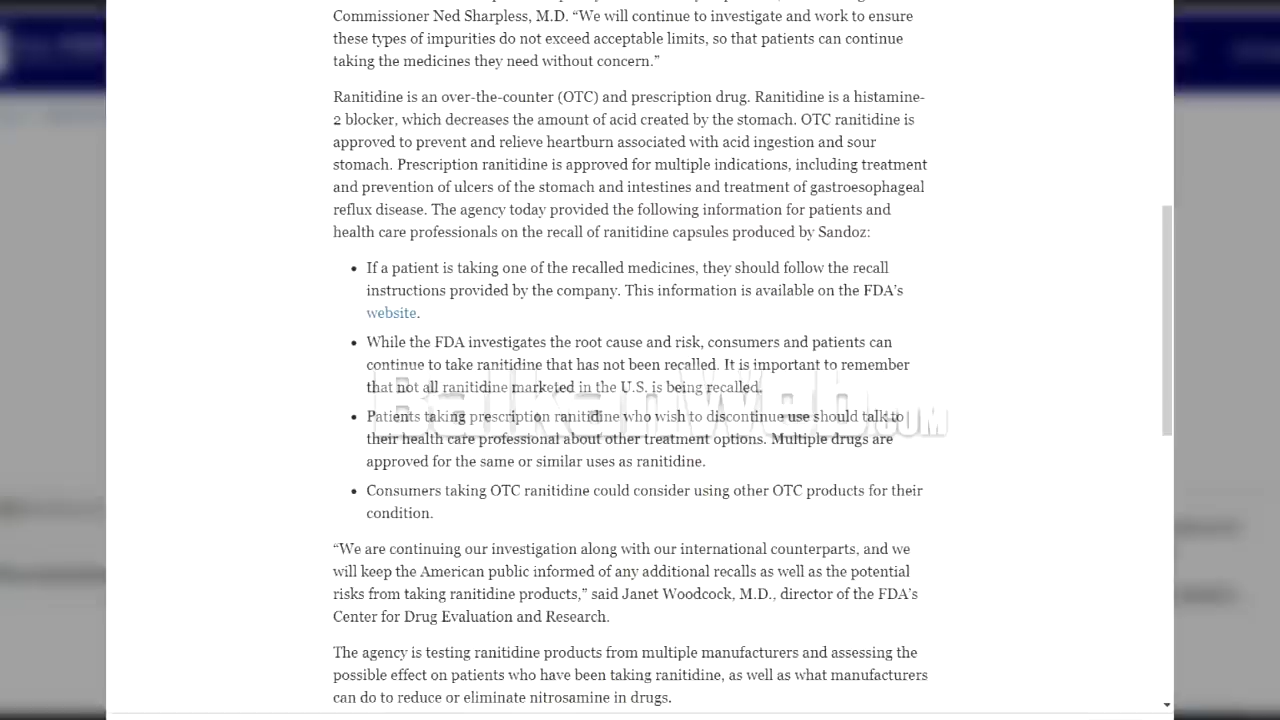 Commissioner Ned Sharpless, M.D. “We will continue to investigate and work to ensure
these types of impurities do not exceed acceptable limits, so that patients can continue
taking the medicines they need without concern.”
Ranitidine is an over-the-counter (OTC) and prescription drug. Ranitidine is a histamine-
2 blocker, which decreases the amount of acid created by the stomach. OTC ranitidine is
approved to prevent and relieve heartburn associated with acid ingestion and sour
stomach. Prescription ranitidine is approved for multiple indications, including treatment
and prevention of ulcers of the stomach and intestines and treatment of gastroesophageal
reflux disease. The agency today provided the following information for patients and
health care professionals on the recall of ranitidine capsules produced by Sandoz:
• If a patient is taking one of the recalled medicines, they should follow the recall
instructions provided by the company. This information is available on the FDA’s
website.
• While the FDA investigates the root cause and risk, consumers and patients can
continue to take ranitidine that has not been recalled. It is important to remember
that not all ranitidine marketed in the U.S. is being recalled.
BalkanWeb.COM
• Patients taking prescription ranitidine who wish to discontinue use should talk to
their health care professional about other treatment options. Multiple drugs are
approved for the same or similar uses as ranitidine.
• Consumers taking OTC ranitidine could consider using other OTC products for their
condition.
“We are continuing our investigation along with our international counterparts, and we
will keep the American public informed of any additional recalls as well as the potential
risks from taking ranitidine products,” said Janet Woodcock, M.D., director of the FDA’s
Center for Drug Evaluation and Research.
The agency is testing ranitidine products from multiple manufacturers and assessing the
possible effect on patients who have been taking ranitidine, as well as what manufacturers
can do to reduce or eliminate nitrosamine in drugs.